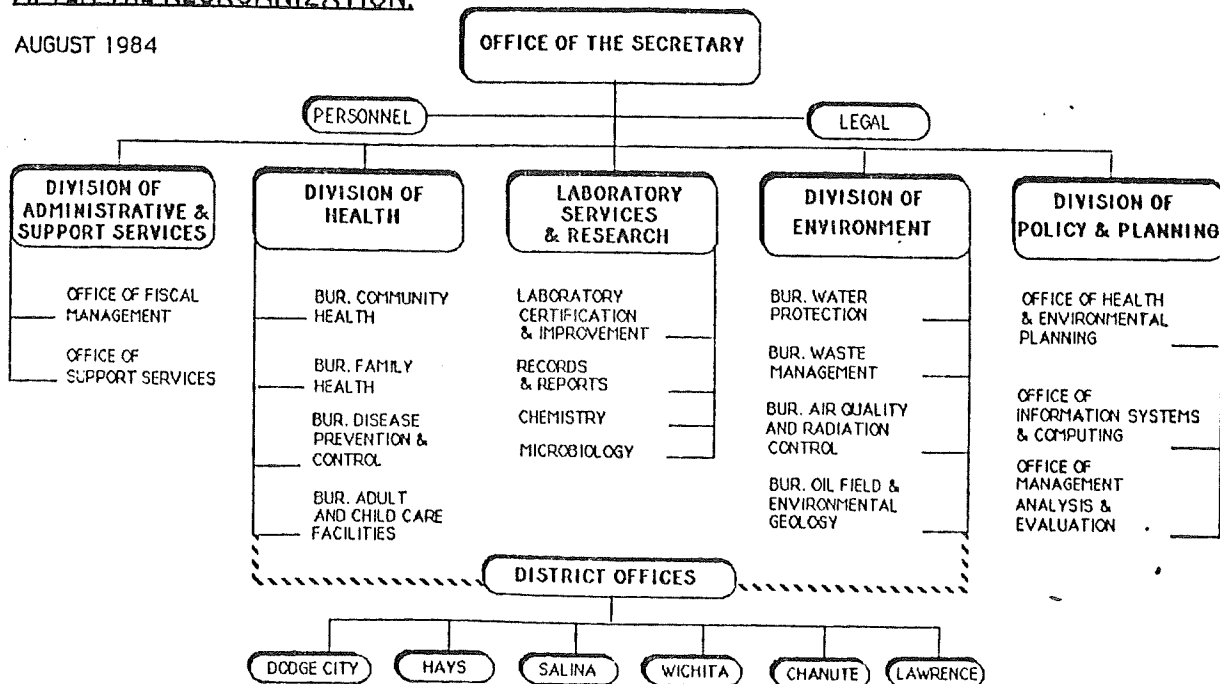 AFTER THE REORGANIZATION.
AUGUST 1984
OFFICE OF THE SECRETARY
PERSONNEL
LEGAL
DIVISION OF
ADMINISTRATIVE &
SUPPORT SERVICES
OFFICE OF FISCAL
MANAGEMENT
OFFICE OF
SUPPORT SERVICES
DIVISION OF
HEALTH
BUR. COMMUNITY
HEALTH
BUR. FAMILY
HEALTH
BUR. DISEASE
PREVENTION &
CONTROL
BUR. ADULT
AND CHILD CARE
FACILITIES
LABORATORY
SERVICES
& RESEARCH
LABORATORY
CERTIFICATION
& IMPROVEMENT
RECORDS
& REPORTS
CHEMISTRY
MICROBIOLOGY
DIVISION OF
ENVIRONMENT
BUR. WATER
PROTECTION
BUR. WASTE
MANAGEMENT
BUR. AIR QUALITY
AND RADIATION
CONTROL
BUR. OIL FIELD &
ENVIRONMENTAL
GEOLOGY
DIVISION OF
POLICY & PLANNING
OFFICE OF HEALTH
& ENVIRONMENTAL
PLANNING
OFFICE OF
INFORMATION SYSTEMS
& COMPUTING
OFFICE OF
MANAGEMENT
ANALYSIS &
EVALUATION
DISTRICT OFFICES
DODGE CITY
HAYS
SALINA
WICHITA
CHANUTE
LAWRENCE